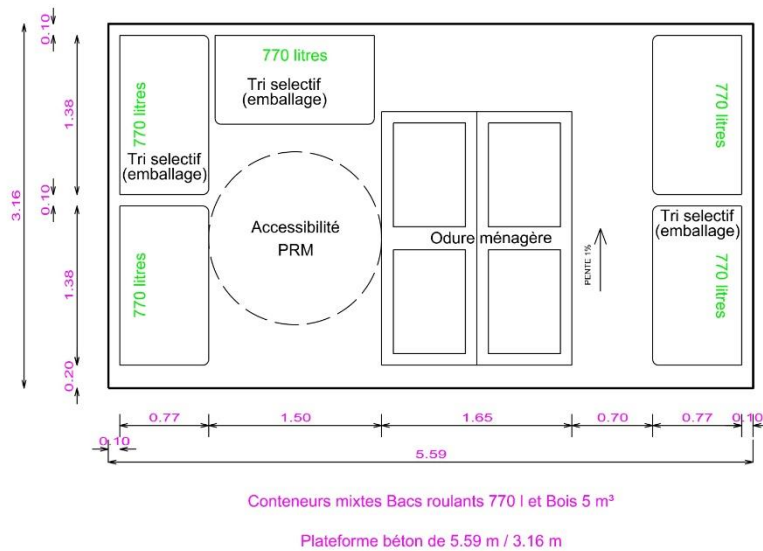 0.10
770 litres
Tri selectif
(emballage)
770 litres
Tri selectif
(emballage)
770 litres
1.38
3.16
0.10
Accessibilité
PRM
Odure ménagère
PENTE 1%
Tri selectif
(emballage)
770 litres
770 litres
1.38
0.20
0.77
1.50
1.65
0.70
0.77
0.10
0.10
5.59
Conteneurs mixtes Bacs roulants 770 l et Bois 5 m³
Plateforme béton de 5.59 m / 3.16 m